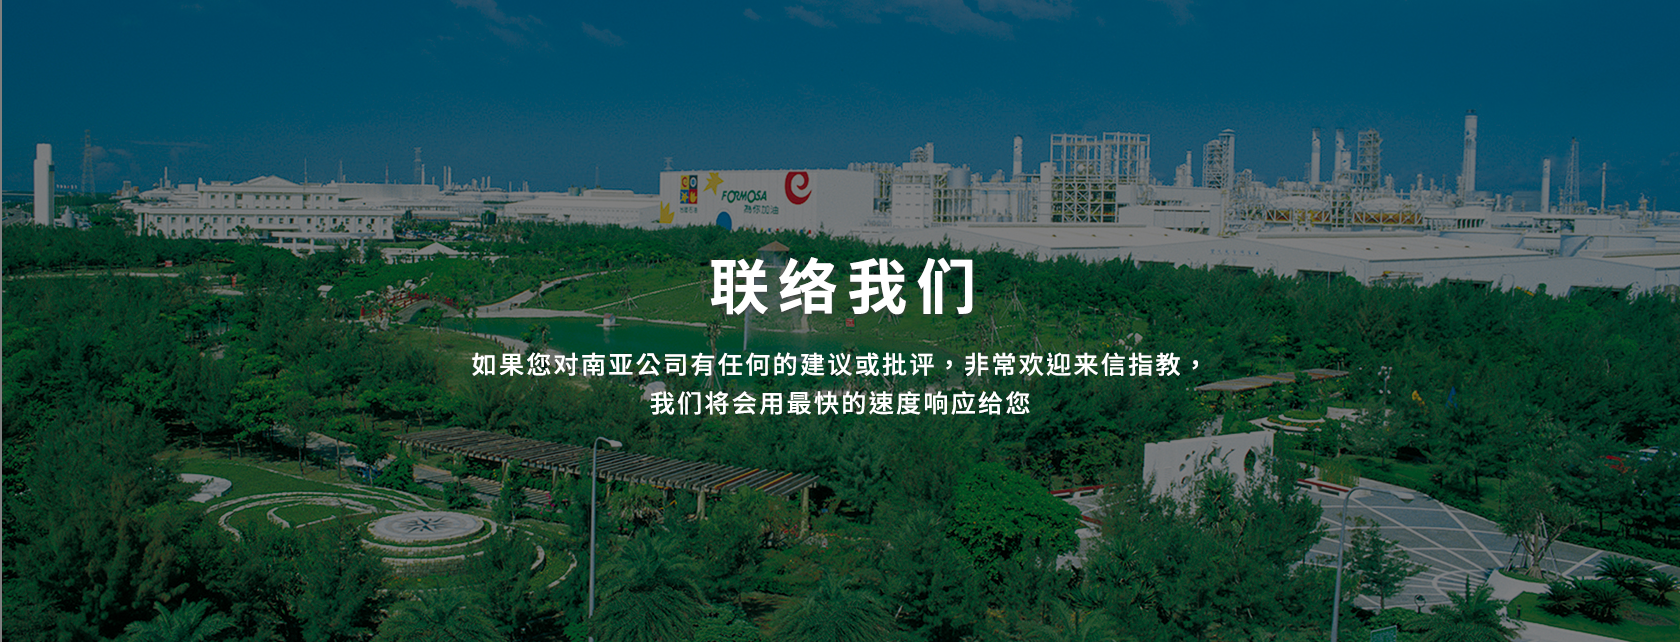 FORMOSA
為你加油
联络我们
如果您对南亚公司有任何的建议或批评，非常欢迎来信指教，
我们将会用最快的速度响应给您